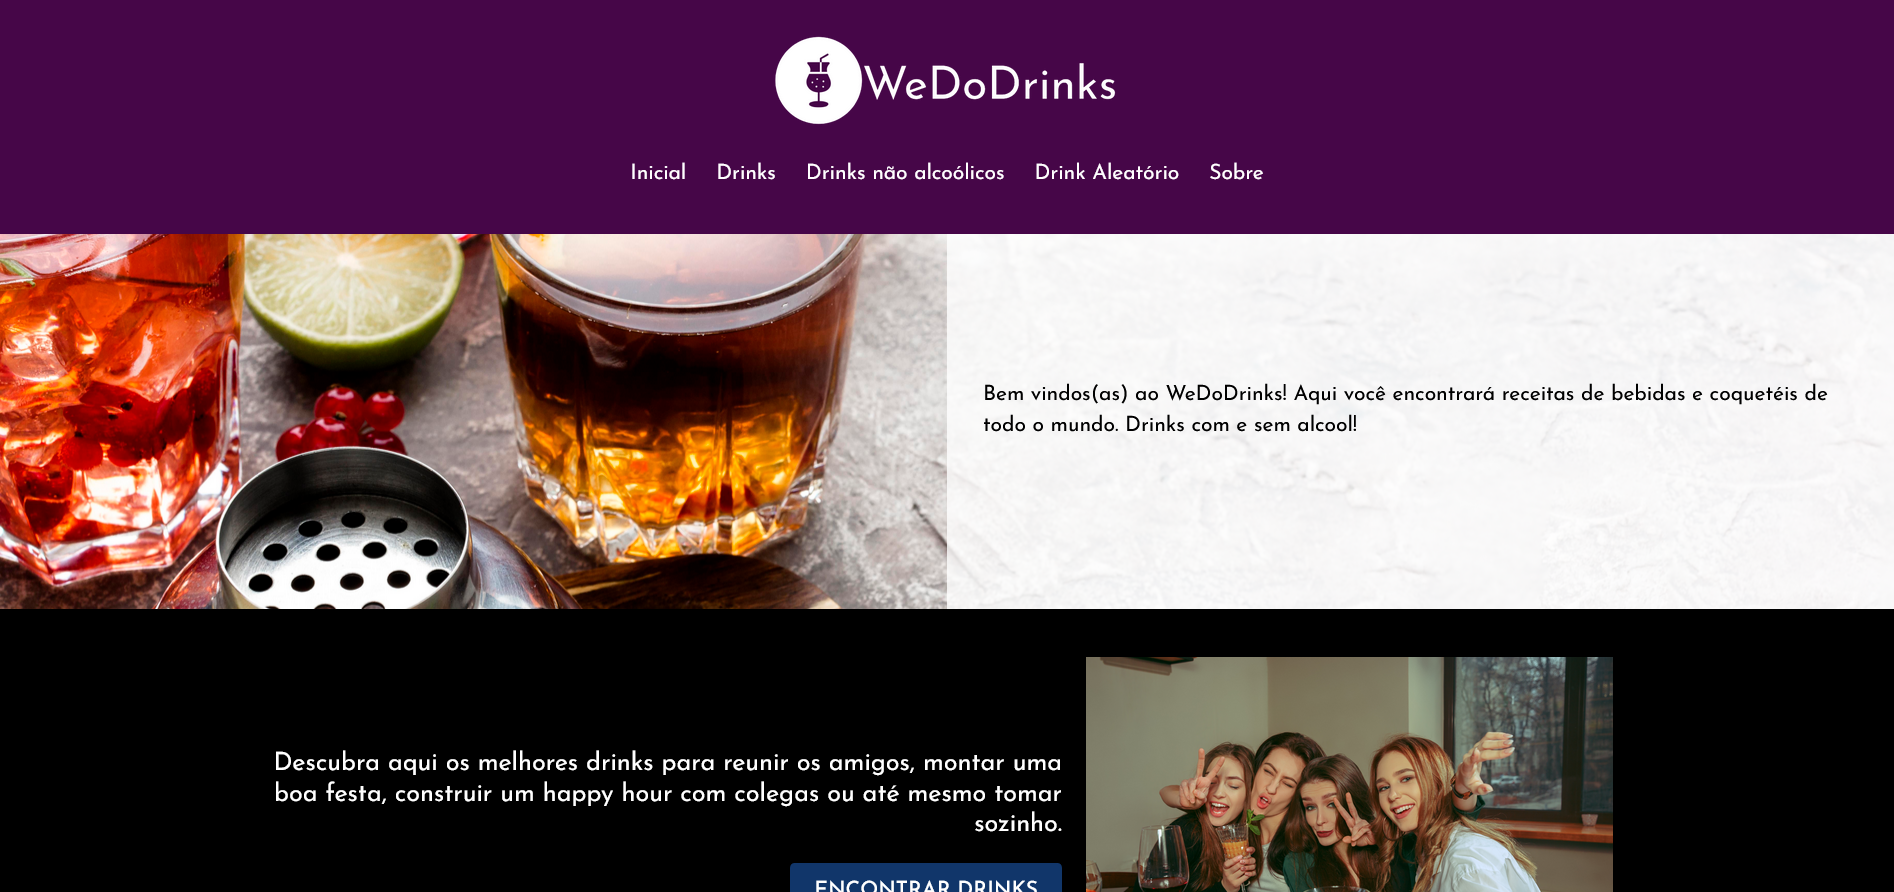 WeDoDrinks
Inicial Drinks Drinks não alcoólicos Drink Aleatório Sobre
Bem vindos(as) ao WeDoDrinks! Aqui você encontrará receitas de bebidas e coquetéis de
todo o mundo. Drinks com e sem alcool!
Descubra aqui os melhores drinks para reunir os amigos, montar uma
boa festa, construir um happy hour com colegas ou até mesmo tomar
sozinho.
ENCONTRAR DRINKS